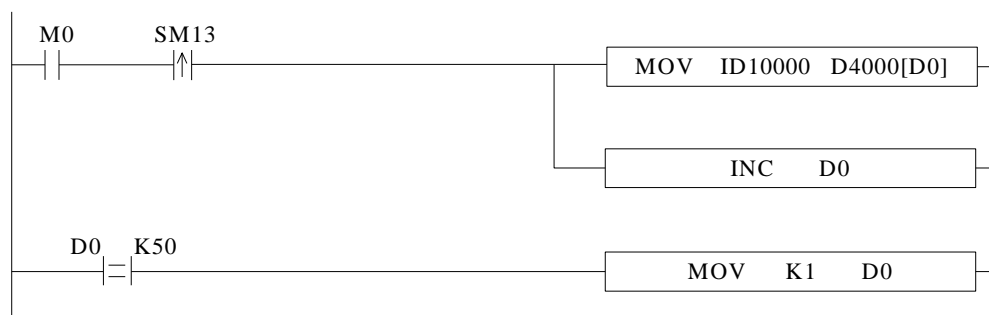 M0 SM13
MOV ID10000 D4000[D0]
INC D0
D0 K50
MOV K1 D0